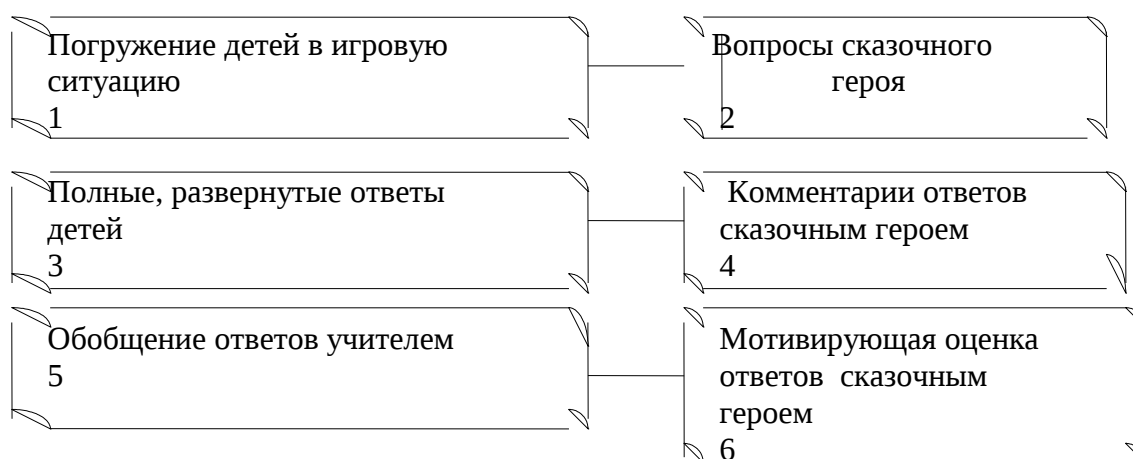 Погружение детей в игровую
ситуацию
1
Вопросы сказочного
героя
2
Полные, развернутые ответы
детей
3
Комментарии ответов
сказочным героем
4
Обобщение ответов учителем
5
Мотивирующая оценка
ответов сказочным
героем
6